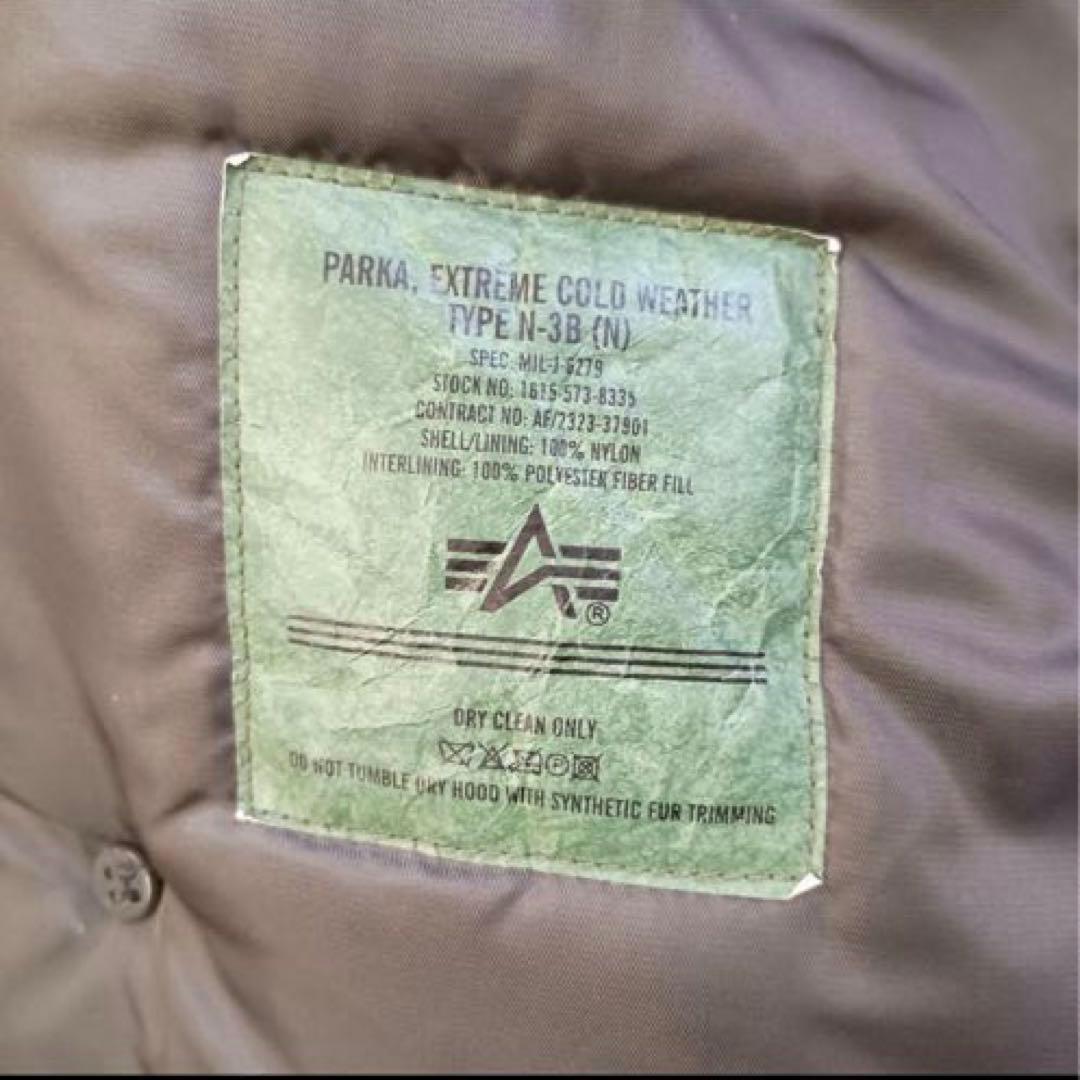 PARKA, EXTREME COLD WEATHER
TYPE N-3B (N)
SPEC MIL-J-6279
STOCK NO: 1615-573-8335
CONTRACT NO: AF/2323-37901
SHELL/LINING: 100% NYLON
INTERLINING: 100% POLYESTER FIBER FILL
®
DRY CLEAN ONLY
P
DO NOT TUMBLE DRY HOOD WITH SYNTHETIC FUR TRIMMING